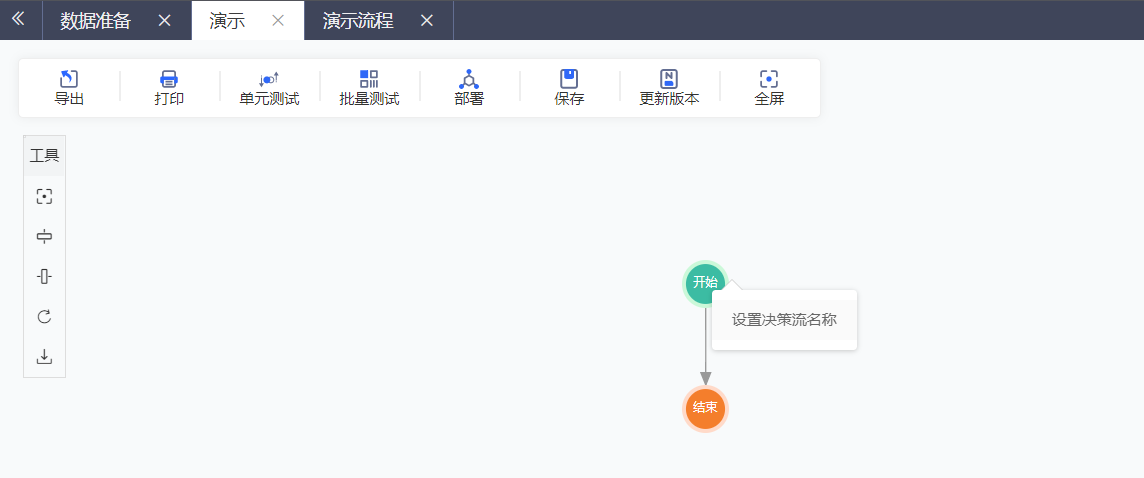 数据准备
演示
演示流程
导出
打印
单元测试
批量测试
部署
保存
更新版本
全屏
工具
开始
设置决策流名称
结束